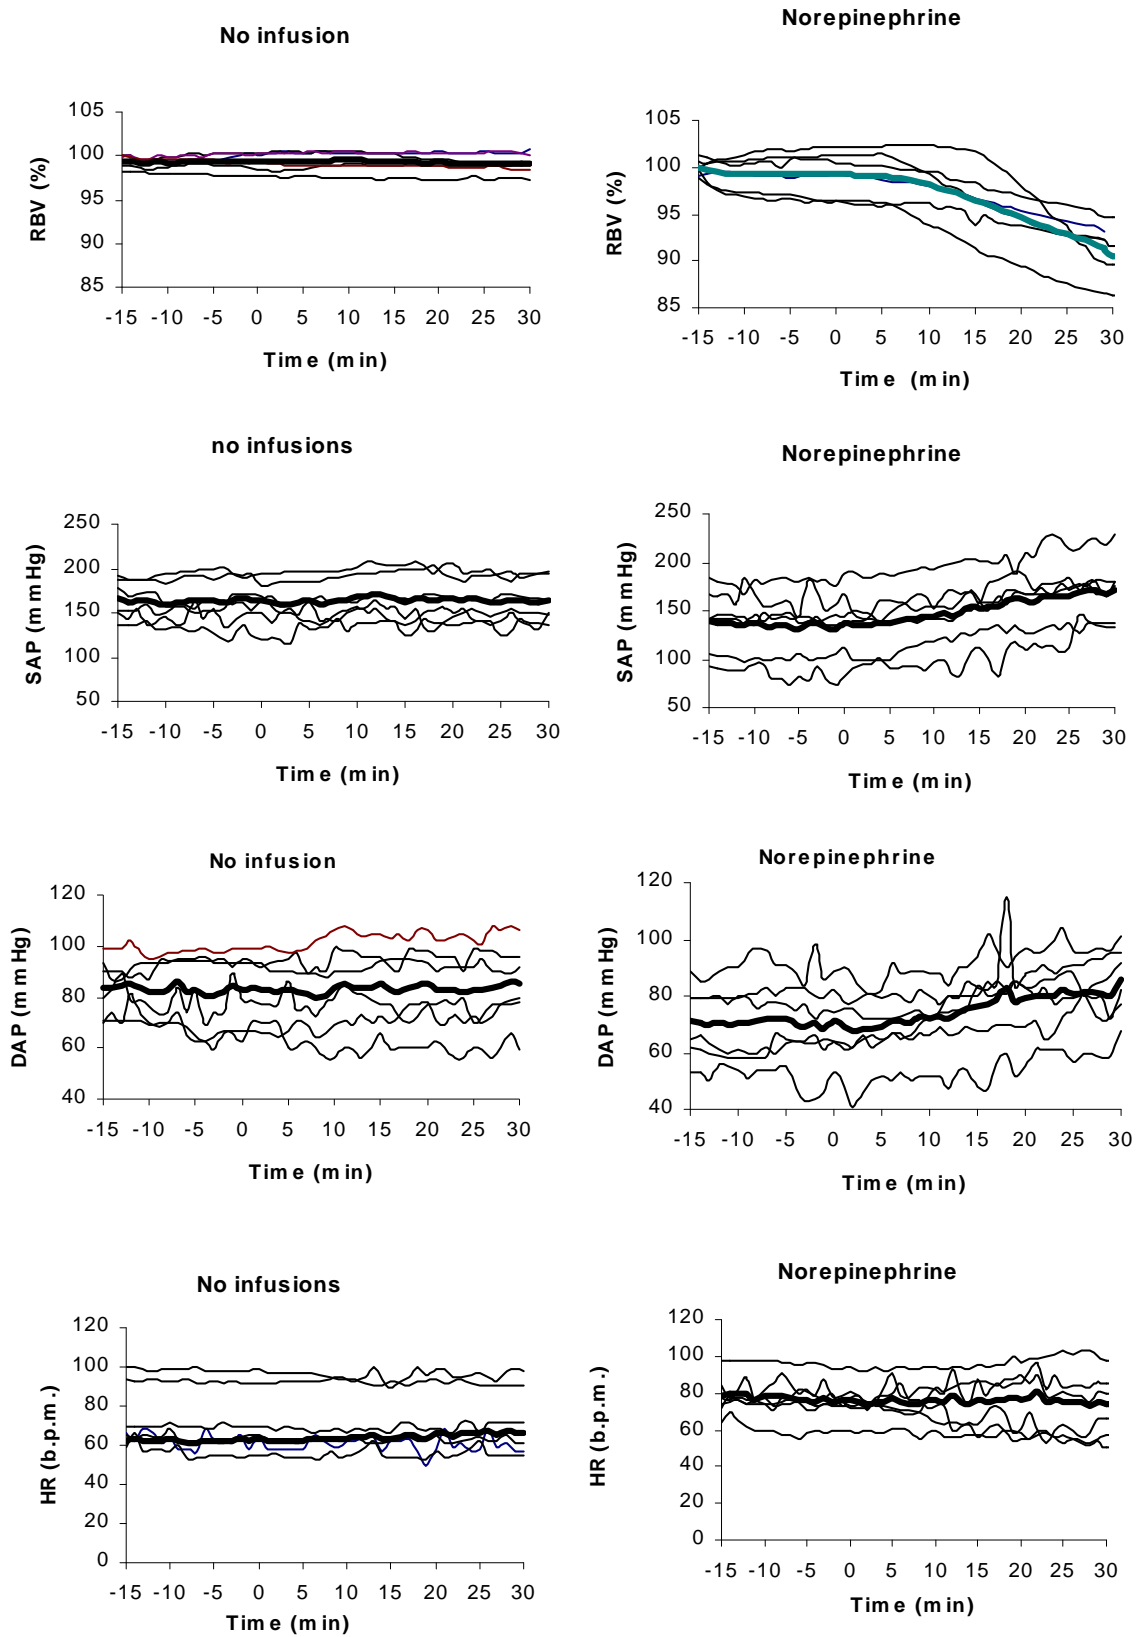 No infusion
105
100
95
90
85
RBV (%)
-15 -10 -5 0 5 10 15 20 25 30
Time (min)
Norepinephrine
105
100
95
90
85
RBV (%)
-15 -10 -5 0 5 10 15 20 25 30
Time (min)
no infusions
250
200
150
100
50
SAP (mmHg)
-15 -10 -5 0 5 10 15 20 25 30
Time (min)
Norepinephrine
250
200
150
100
50
SAP (mmHg)
-15 -10 -5 0 5 10 15 20 25 30
Time (min)
No infusion
120
100
80
60
40
DAP (mmHg)
-15 -10 -5 0 5 10 15 20 25 30
Time (min)
Norepinephrine
120
100
80
60
40
DAP (mmHg)
-15 -10 -5 0 5 10 15 20 25 30
Time (min)
No infusions
120
100
80
60
40
20
0
HR (b.p.m.)
-15 -10 -5 0 5 10 15 20 25 30
Time (min)
Norepinephrine
120
100
80
60
40
20
0
HR (b.p.m.)
-15 -10 -5 0 5 10 15 20 25 30
Time (min)